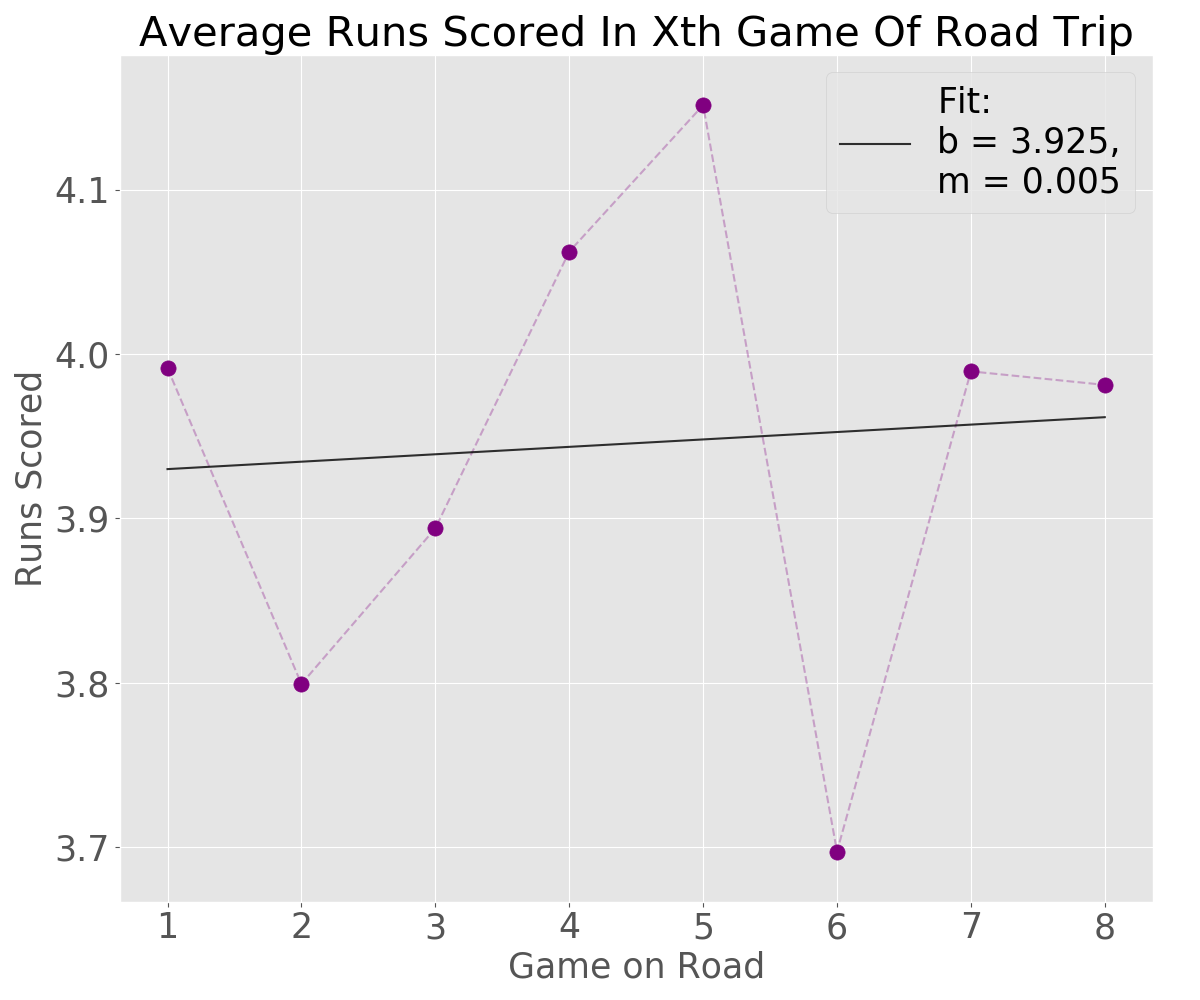 Average Runs Scored In Xth Game Of Road Trip
Fit:
b = 3.925,
m = 0.005
4.1
4.0
3.9
3.8
3.7
Runs Scored
1 2 3 4 5 6 7 8
Game on Road